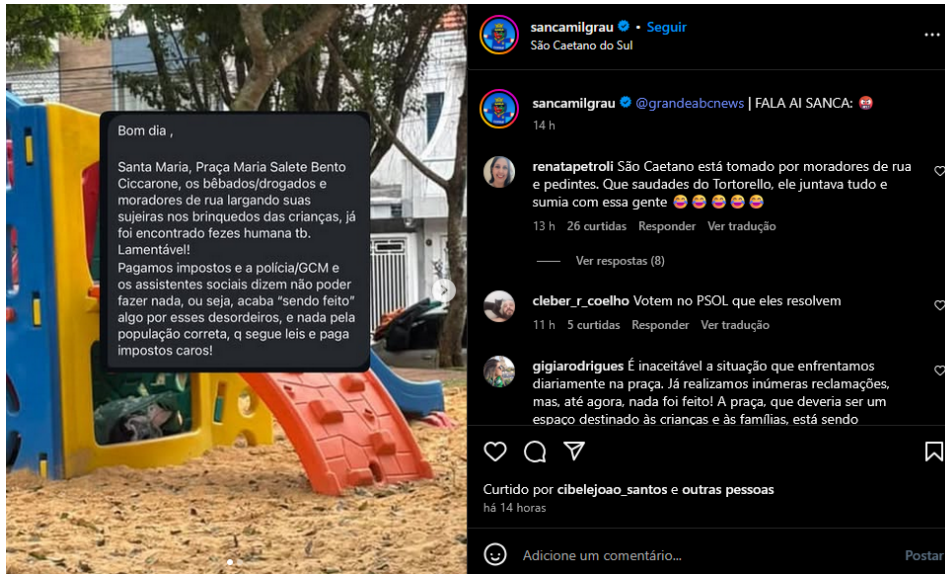 Bom dia ,
Santa Maria, Praça Maria Salete Bento
Ciccarone, os bêbados/drogados e
moradores de rua largando suas
sujeiras nos brinquedos das crianças, já
foi encontrado fezes humana tb.
Lamentável!
Pagamos impostos e a polícia/GCM e
os assistentes sociais dizem não poder
fazer nada, ou seja, acaba “sendo feito”
algo por esses desordeiros, e nada pela
população correta, q segue leis e paga
impostos caros!
sancamilgrau • Seguir
São Caetano do Sul
sancamilgrau @grandeabcnews | FALA AI SANCA: 🤬
14 h
renatapetroli São Caetano está tomado por moradores de rua
e pedintes. Que saudades do Tortorello, ele juntava tudo e
sumia com essa gente 😂😂😂😂😂
13 h 26 curtidas Responder Ver tradução
Ver respostas (8)
cleber_r_coelho Votem no PSOL que eles resolvem
11 h 5 curtidas Responder Ver tradução
gigiarodrigues É inaceitável a situação que enfrentamos
diariamente na praça. Já realizamos inúmeras reclamações,
mas, até agora, nada foi feito! A praça, que deveria ser um
espaço destinado às crianças e às famílias, está sendo
Curtido por cibelejoao_santos e outras pessoas
há 14 horas
Adicione um comentário...
Postar